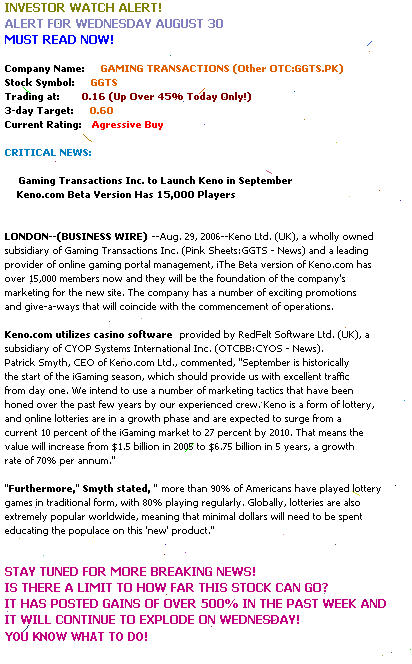 INVESTOR WATCH ALERT!
ALERT FOR WEDNESDAY AUGUST 30
MUST READ NOW!
Company Name: GAMING TRANSACTIONS (Other OTC:GGTS.PK)
Stock Symbol: GGTS
Trading at: 0.16 (Up Over 45% Today Only!)
3-day Target: 0.60
Current Rating: Agressive Buy
CRITICAL NEWS:
Gaming Transactions Inc. to Launch Keno in September
Keno.com Beta Version Has 15,000 Players
LONDON--(BUSINESS WIRE) --Aug. 29, 2006--Keno Ltd. (UK), a wholly owned
subsidiary of Gaming Transactions Inc. (Pink Sheets:GGTS - News) and a leading
provider of online gaming portal management, iThe Beta version of Keno.com has
over 15,000 members now and they will be the foundation of the company's
marketing for the new site. The company has a number of exciting promotions
and give-a-ways that will coincide with the commencement of operations.
Keno.com utilizes casino software provided by RedFelt Software Ltd. (UK), a
subsidiary of CYOP Systems International Inc. (OTCBB:CYOS - News).
Patrick Smyth, CEO of Keno.com Ltd., commented, "September is historically
the start of the iGaming season, which should provide us with excellent traffic
from day one. We intend to use a number of marketing tactics that have been
honed over the past few years by our experienced crew. Keno is a form of lottery,
and online lotteries are in a growth phase and are expected to surge from a
current 10 percent of the iGaming market to 27 percent by 2010. That means the
value will increase from $1.5 billion in 2005 to $6.75 billion in 5 years, a growth
rate of 70% per annum."
"Furthermore," Smyth stated, " more than 90% of Americans have played lottery
games in traditional form, with 80% playing regularly. Globally, lotteries are also
extremely popular worldwide, meaning that minimal dollars will need to be spent
educating the populace on this 'new' product."
STAY TUNED FOR MORE BREAKING NEWS!
IS THERE A LIMIT TO HOW FAR THIS STOCK CAN GO?
IT HAS POSTED GAINS OF OVER 500% IN THE PAST WEEK AND
IT WILL CONTINUE TO EXPLODE ON WEDNESDAY!
YOU KNOW WHAT TO DO!